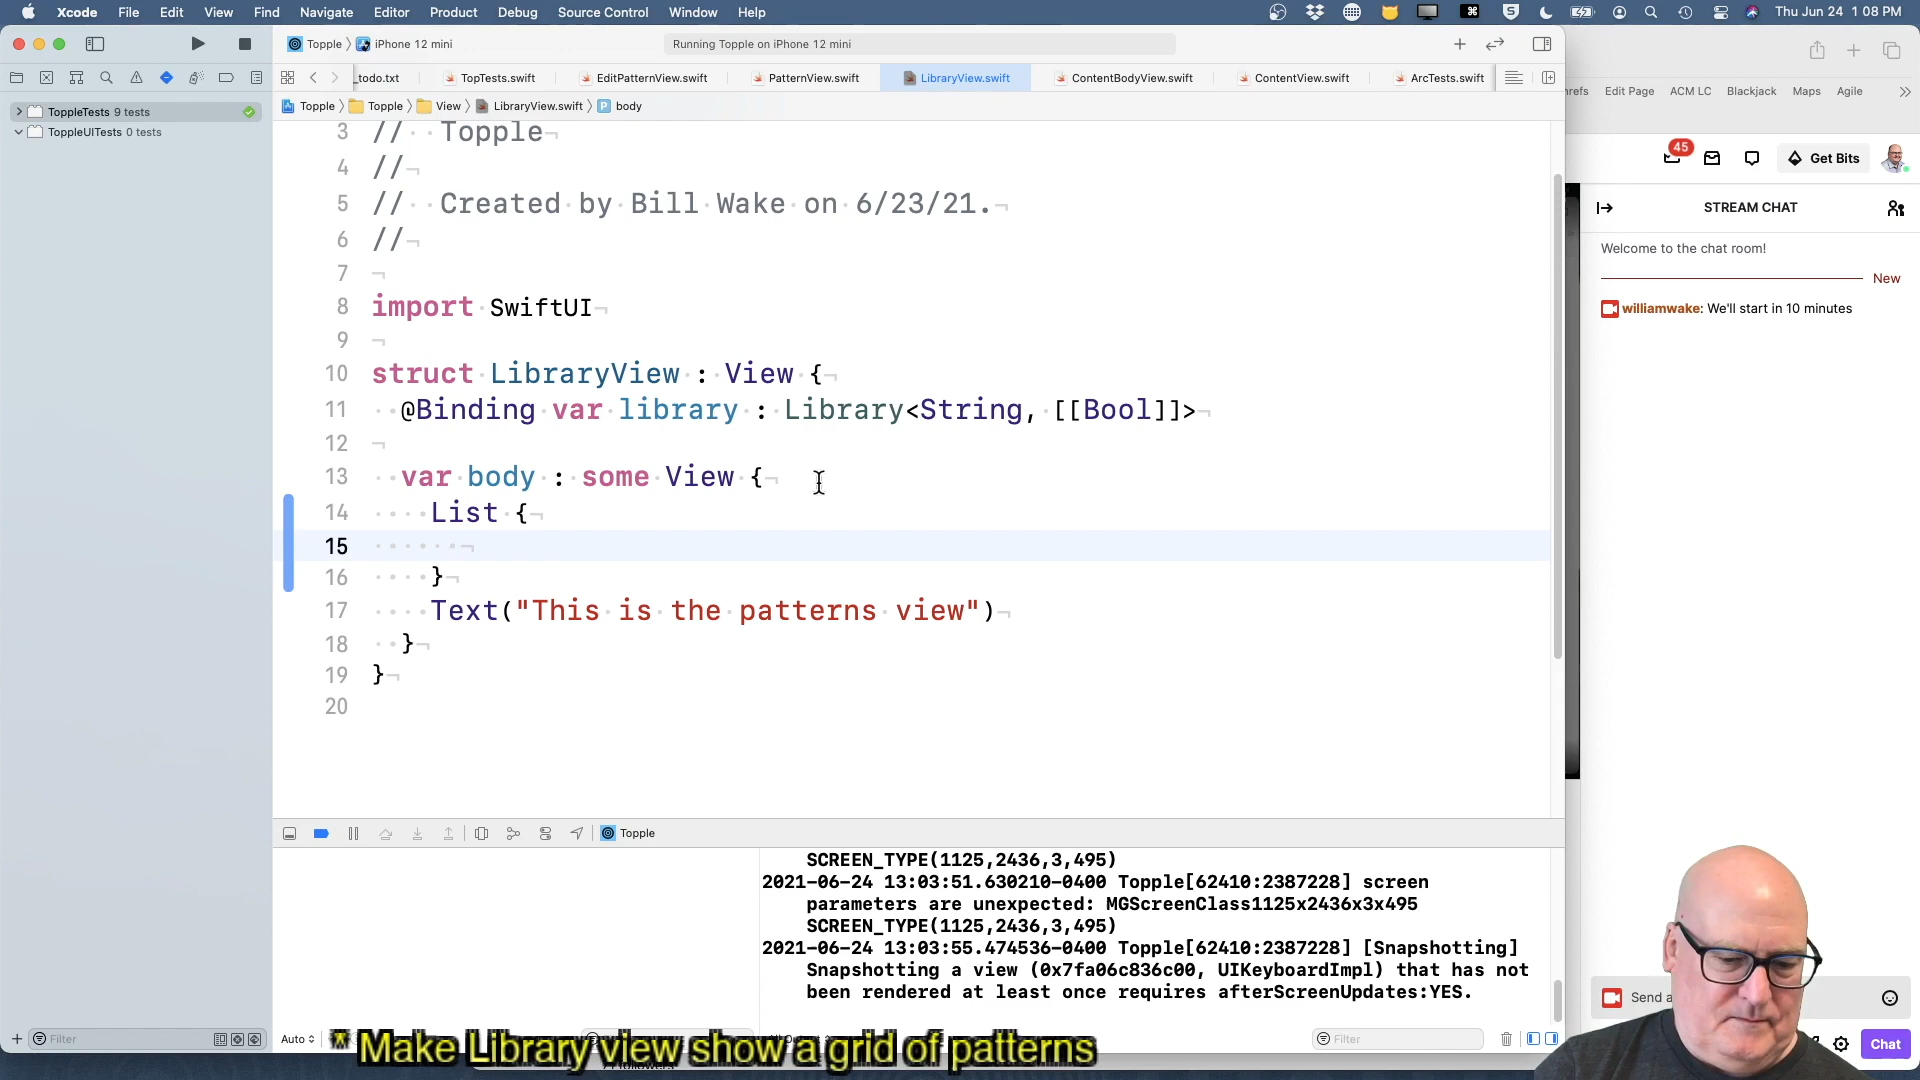 Xcode File Edit View Find Navigate Editor Product Debug Source Control Window Help
Thu Jun 24 1:08 PM
Topple iPhone 12 mini
Running Topple on iPhone 12 mini
_todo.txt TopTests.swift EditPatternView.swift PatternView.swift LibraryView.swift ContentBodyView.swift ContentView.swift ArcTests.swift
Topple Topple View LibraryView.swift P body
ToppleTests 9 tests
ToppleUITests 0 tests
3 // Topple
4 //
5 // Created by Bill Wake on 6/23/21.
6 //
7
8 import SwiftUI
9
10 struct LibraryView : View {
11 @Binding var library : Library<String, [[Bool]]>
12
13 var body : some View {
14 List {
15
16 }
17 Text("This is the patterns view")
18 }
19 }
20
Topple
SCREEN_TYPE(1125,2436,3,495)
2021-06-24 13:03:51.630210-0400 Topple[62410:2387228] screen
parameters are unexpected: MGScreenClass1125x2436x3x495
SCREEN_TYPE(1125,2436,3,495)
2021-06-24 13:03:55.474536-0400 Topple[62410:2387228] [Snapshotting]
Snapshotting a view (0x7fa06c836c00, UIKeyboardImpl) that has not
been rendered at least once requires afterScreenUpdates:YES.
Filter
Auto
Filter
* Make Library view show a grid of patterns
hrefs Edit Page ACM LC Blackjack Maps Agile
45
Get Bits
STREAM CHAT
Welcome to the chat room!
New
williamwake: We'll start in 10 minutes
Send a
Chat